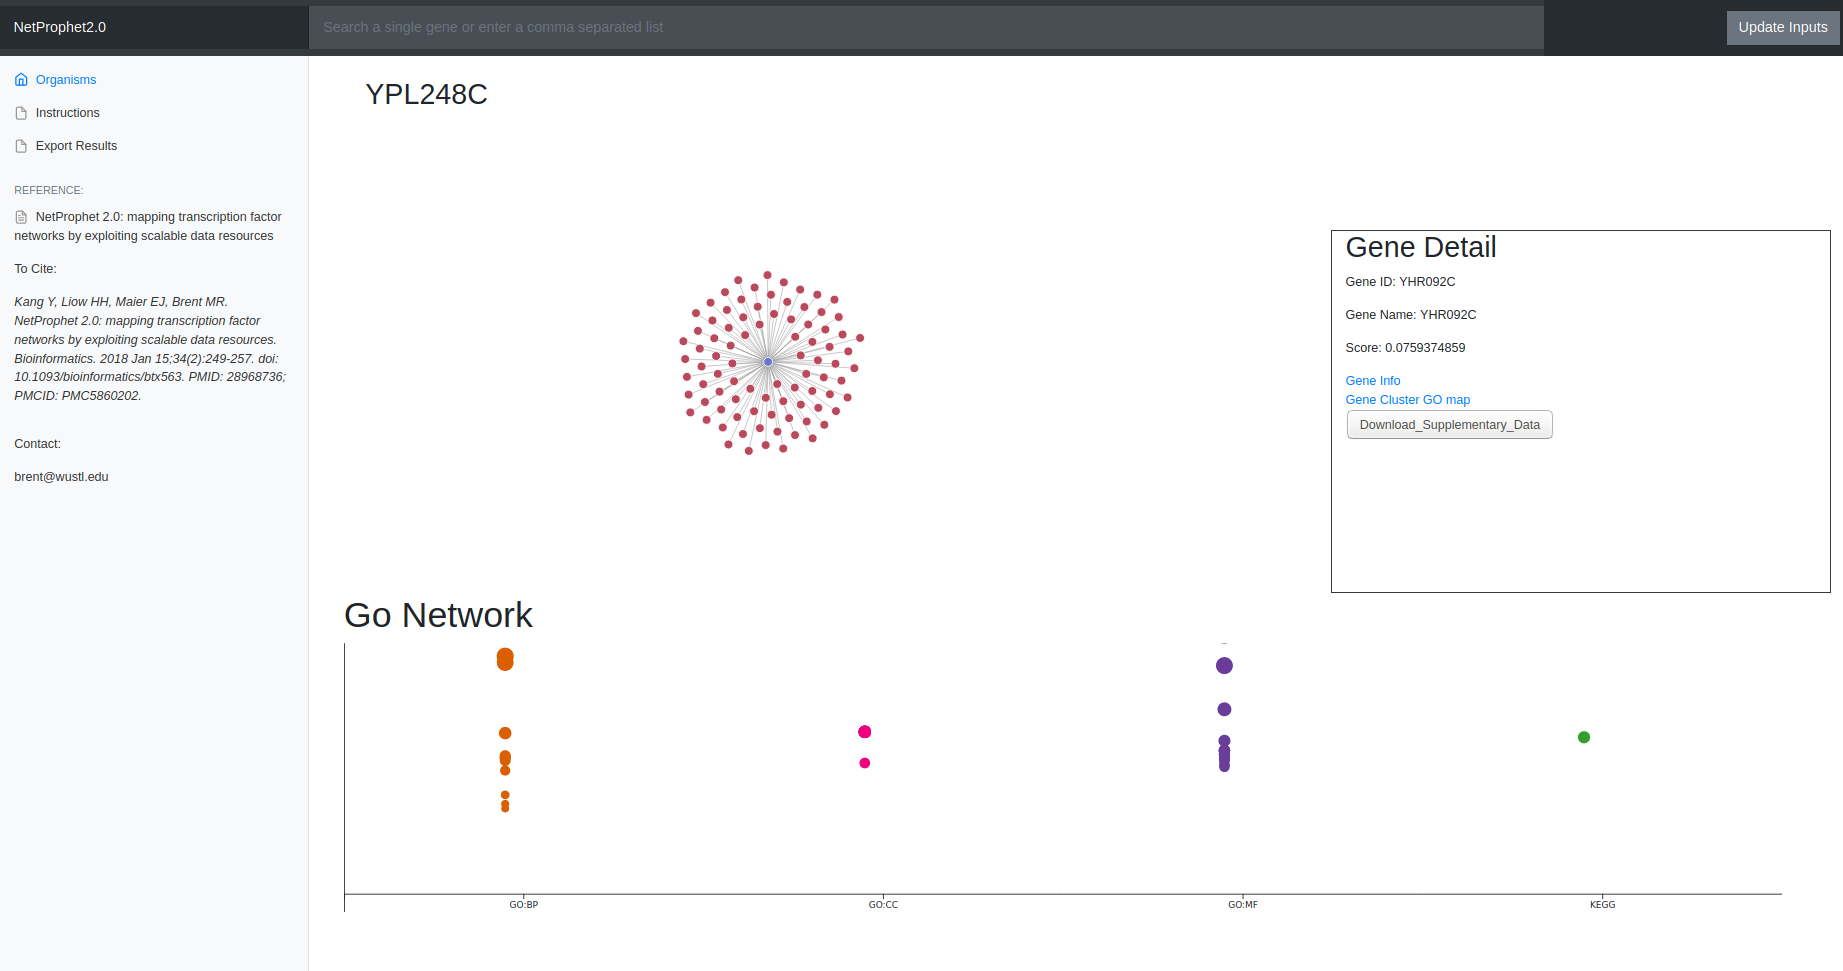 NetProphet2.0
Search a single gene or enter a comma separated list
Update Inputs
Organisms
Instructions
Export Results
REFERENCE:
NetProphet 2.0: mapping transcription factor
networks by exploiting scalable data resources
To Cite:
Kang Y, Liow HH, Maier EJ, Brent MR.
NetProphet 2.0: mapping transcription factor
networks by exploiting scalable data resources.
Bioinformatics. 2018 Jan 15;34(2):249-257. doi:
10.1093/bioinformatics/btx563. PMID: 28968736;
PMCID: PMC5860202.
Contact:
brent@wustl.edu
YPL248C
Gene Detail
Gene ID: YHR092C
Gene Name: YHR092C
Score: 0.0759374859
Gene Info
Gene Cluster GO map
Download_Supplementary_Data
Go Network
GO:BP
GO:CC
GO:MF
KEGG